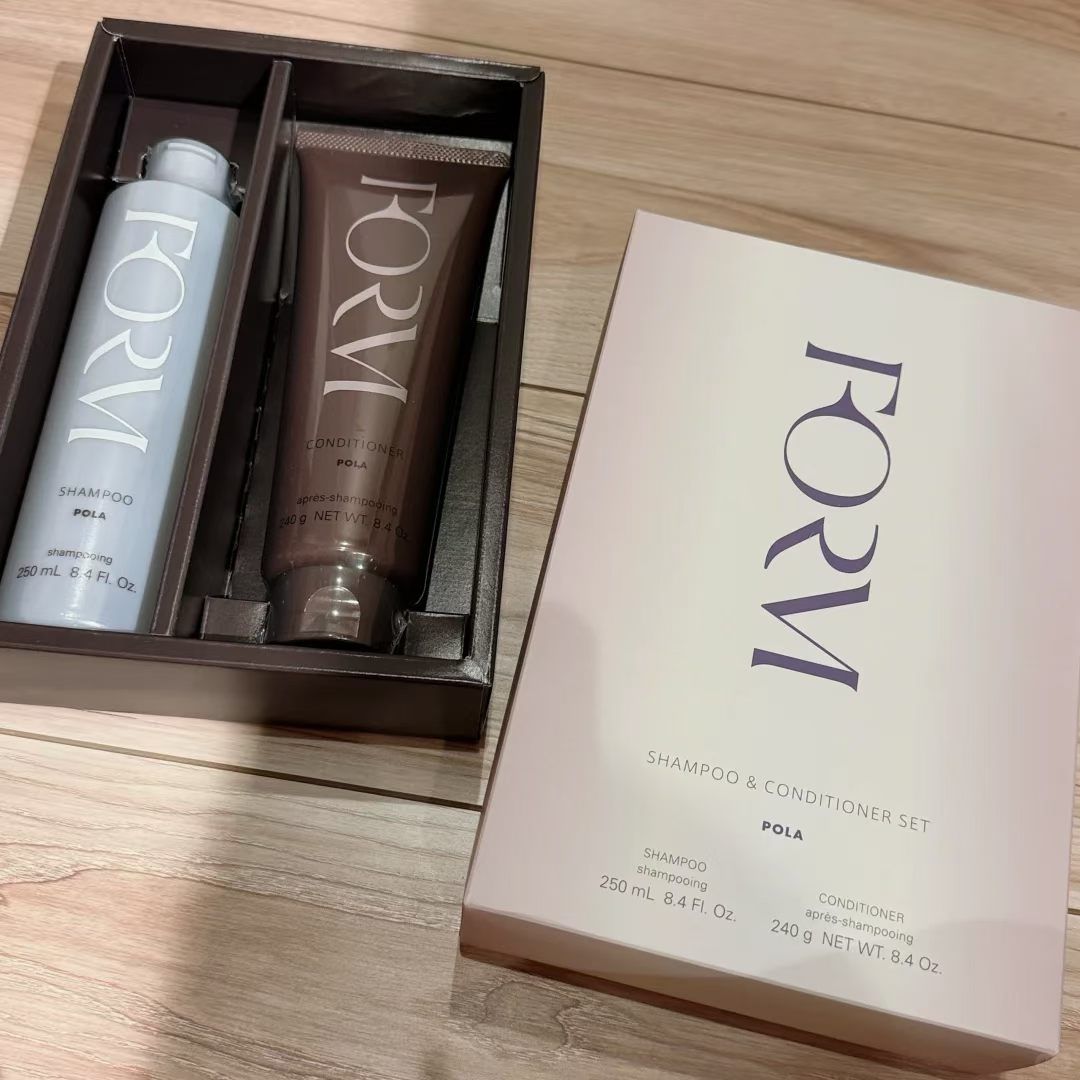 FORM
SHAMPOO
POLA
shampooing
250 mL 8.4 Fl. Oz.
FORM
CONDITIONER
POLA
après-shampooing
240 g NET WT. 8.4 Oz.
FORM
SHAMPOO & CONDITIONER SET
POLA
SHAMPOO
shampooing
250 mL 8.4 Fl. Oz.
CONDITIONER
après-shampooing
240 g NET WT. 8.4 Oz.